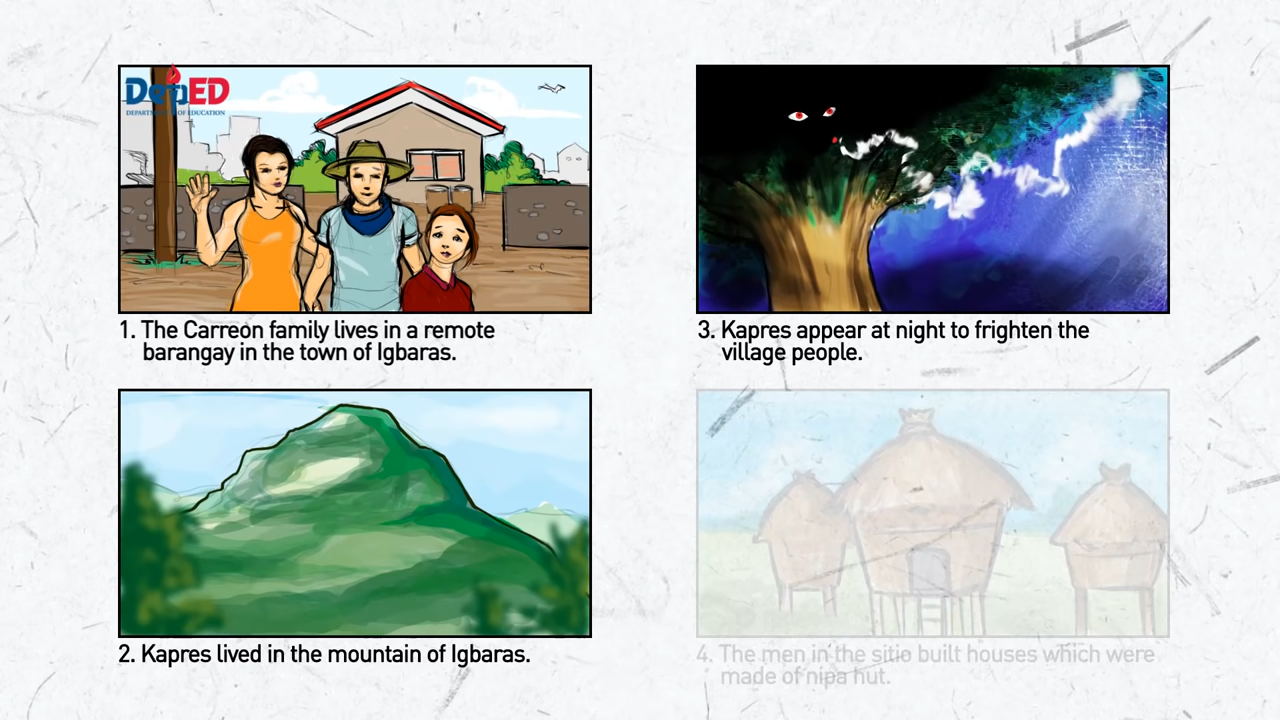 DepED
DEPARTMENT OF EDUCATION
1. The Carreon family lives in a remote
barangay in the town of Igbaras.
2. Kapres lived in the mountain of Igbaras.
3. Kapres appear at night to frighten the
village people.
4. The men in the sitio built houses which were
made of nipa hut.